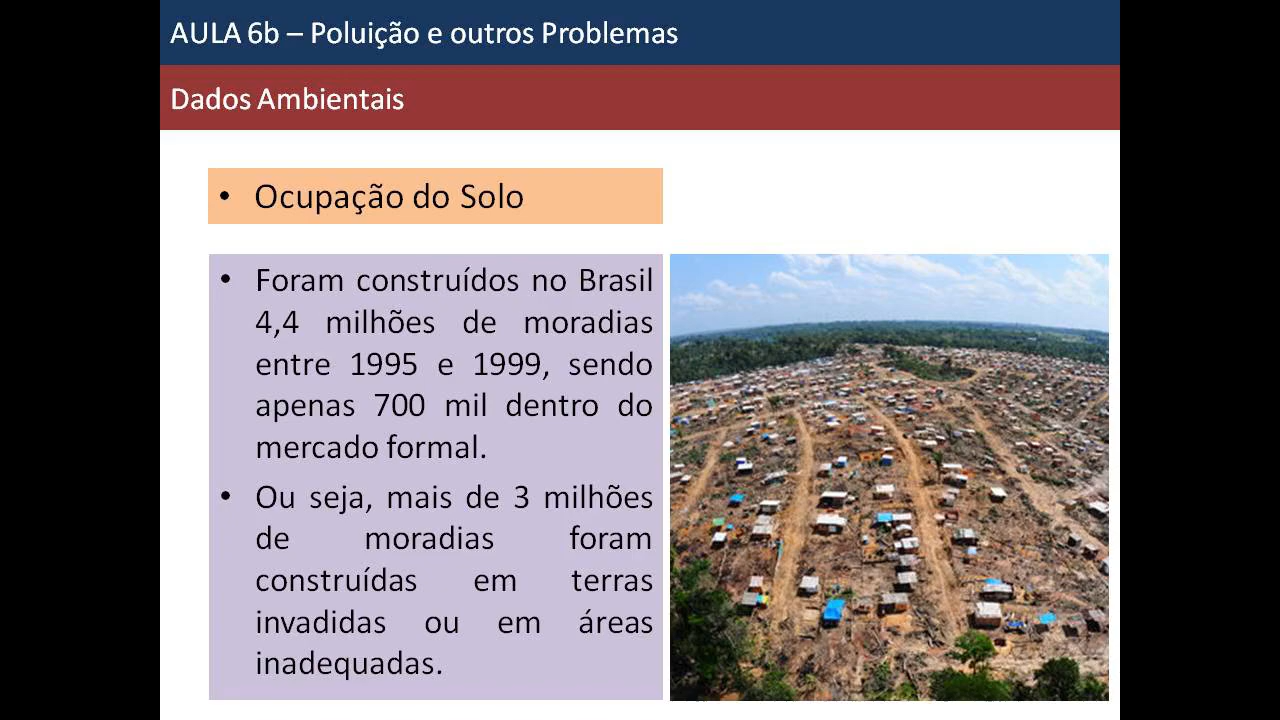 AULA 6b – Poluição e outros Problemas
Dados Ambientais
• Ocupação do Solo
• Foram construídos no Brasil
4,4 milhões de moradias
entre 1995 e 1999, sendo
apenas 700 mil dentro do
mercado formal.
• Ou seja, mais de 3 milhões
de moradias foram
construídas em terras
invadidas ou em áreas
inadequadas.